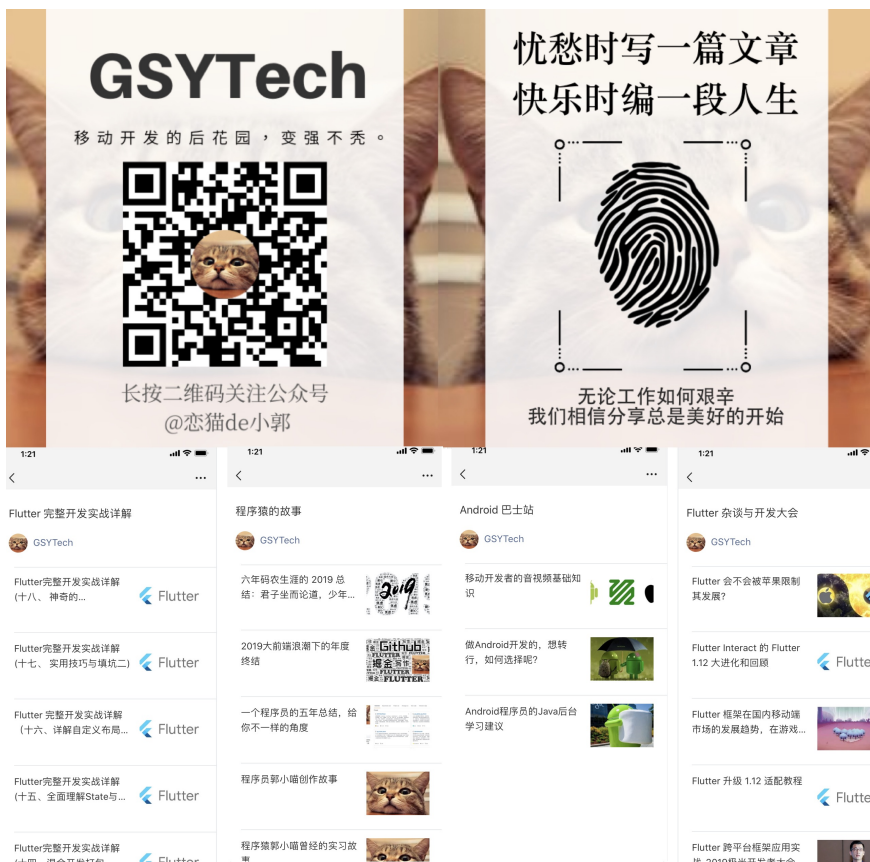 GSYTech
移动开发的后花园，变强不秃。
长按二维码关注公众号
@恋猫de小郭
忧愁时写一篇文章
快乐时编一段人生
无论工作如何艰辛
我们相信分享总是美好的开始
1:21
Flutter 完整开发实战详解
GSYTech
Flutter完整开发实战详解
(十八、 神奇的...
Flutter
Flutter完整开发实战详解
(十七、 实用技巧与填坑二)
Flutter
Flutter 完整开发实战详解
（十六、详解自定义布局...
Flutter
Flutter完整开发实战详解
(十五、全面理解State与...
Flutter
Flutter完整开发实战详解
1:21
程序猿的故事
GSYTech
六年码农生涯的 2019 总
结：君子坐而论道，少年...
2019
2019大前端浪潮下的年度
终结
Github
FLUTTER
掘金
写作
FLUTTER
一个程序员的五年总结，给
你不一样的角度
程序员郭小喵创作故事
程序猿郭小喵曾经的实习故
事
1:21
Android 巴士站
GSYTech
移动开发者的音视频基础知
识
做Android开发的，想转
行，如何选择呢?
Android程序员的Java后台
学习建议
1:21
Flutter 杂谈与开发大会
GSYTech
Flutter 会不会被苹果限制
其发展？
Flutter Interact 的 Flutter
1.12 大进化和回顾
Flutte
Flutter 框架在国内移动端
市场的发展趋势，在游戏...
Flutter 升级 1.12 适配教程
Flutte
Flutter 跨平台框架应用实